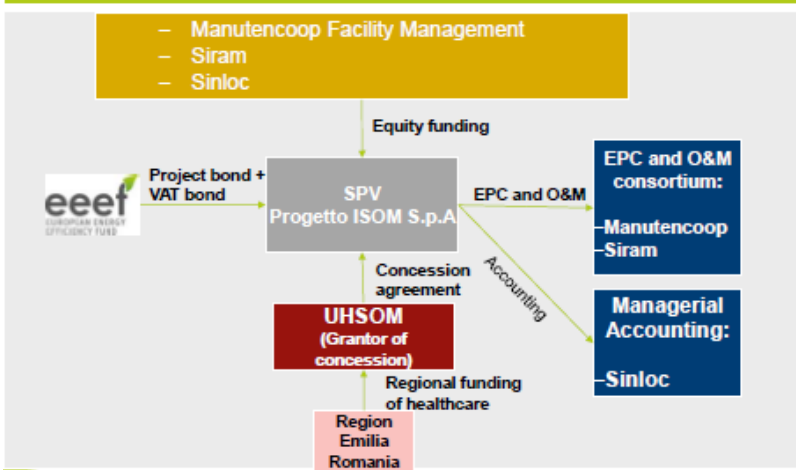 – Manutencoop Facility Management
– Siram
– Sinloc
Equity funding
Project bond +
VAT bond
eeef
EUROPEAN ENERGY
EFFICIENCY FUND
SPV
Progetto ISOM S.p.A
EPC and O&M
EPC and O&M
consortium:
–Manutencoop
–Siram
Accounting
Concession
agreement
UHSOM
(Grantor of
concession)
Managerial
Accounting:
–Sinloc
Regional funding
of healthcare
Region
Emilia
Romania